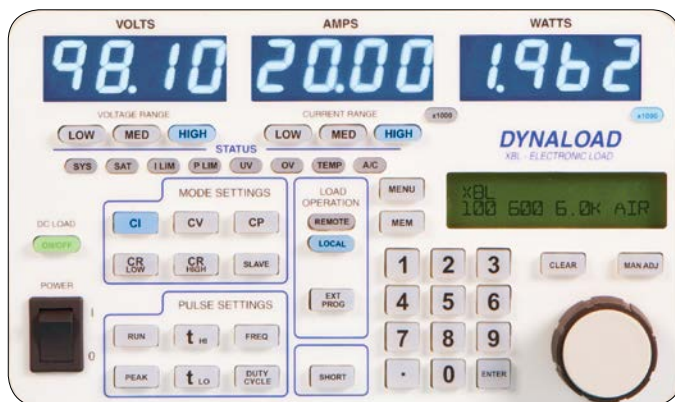 VOLTS AMPS WATTS
98.10 20.00 1.962
VOLTAGE RANGE CURRENT RANGE x1000 x1000
LOW MED HIGH LOW MED HIGH
DYNALOAD
STATUS
XBL - ELECTRONIC LOAD
SYS SAT I LIM P LIM UV OV TEMP A/C
MODE SETTINGS
CI CV CP
CR LOW CR HIGH SLAVE
LOAD OPERATION
REMOTE
LOCAL
EXT PROG
MENU
MEM
XBL
100 600 6.0K AIR
DC LOAD
ON/OFF
POWER
I
0
PULSE SETTINGS
RUN t HI FREQ
PEAK t LO DUTY CYCLE
SHORT
1 2 3
4 5 6
7 8 9
. 0 ENTER
CLEAR MAN ADJ